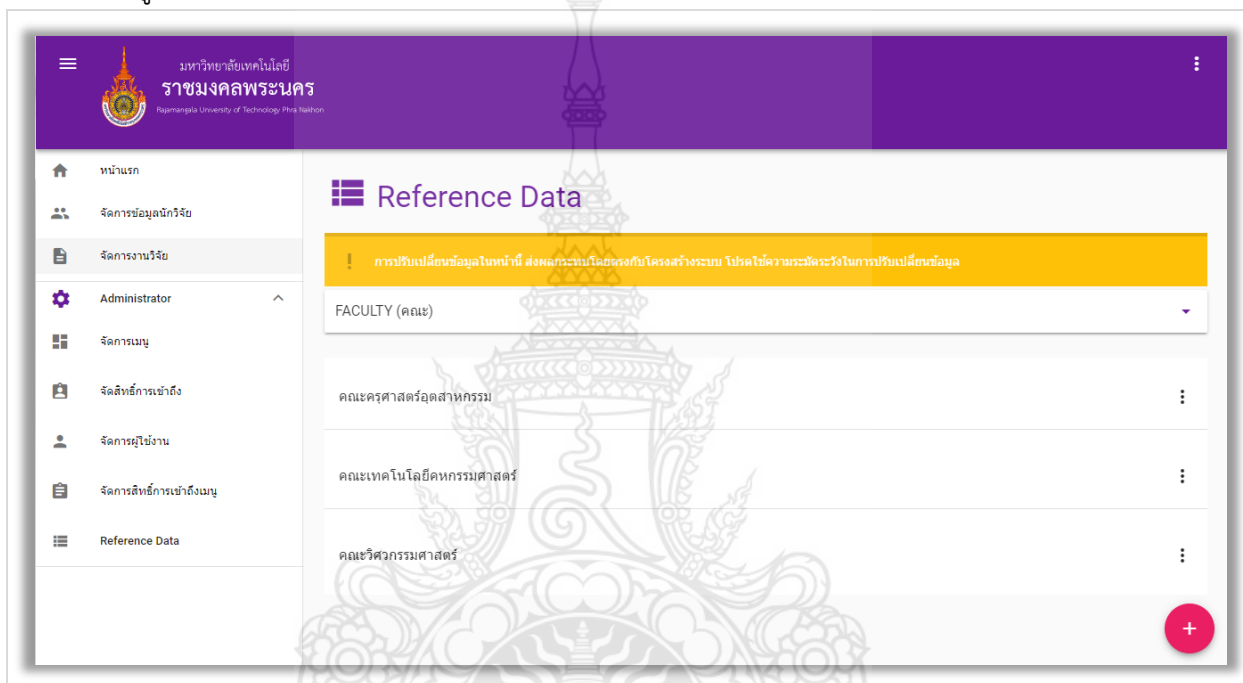 มหาวิทยาลัยเทคโนโลยี
ราชมงคลพระนคร
Rajamangala University of Technology Phra Nakhon
หน้าแรก
จัดการข้อมูลนักวิจัย
จัดการงานวิจัย
Administrator
จัดการเมนู
จัดสิทธิ์การเข้าถึง
จัดการผู้ใช้งาน
จัดการสิทธิ์การเข้าถึงเมนู
Reference Data
Reference Data
! การปรับเปลี่ยนข้อมูลในหน้านี้ ส่งผลกระทบโดยตรงกับโครงสร้างระบบ โปรดใช้ความระมัดระวังในการปรับเปลี่ยนข้อมูล
FACULTY (คณะ)
คณะครุศาสตร์อุตสาหกรรม
คณะเทคโนโลยีคหกรรมศาสตร์
คณะวิศวกรรมศาสตร์